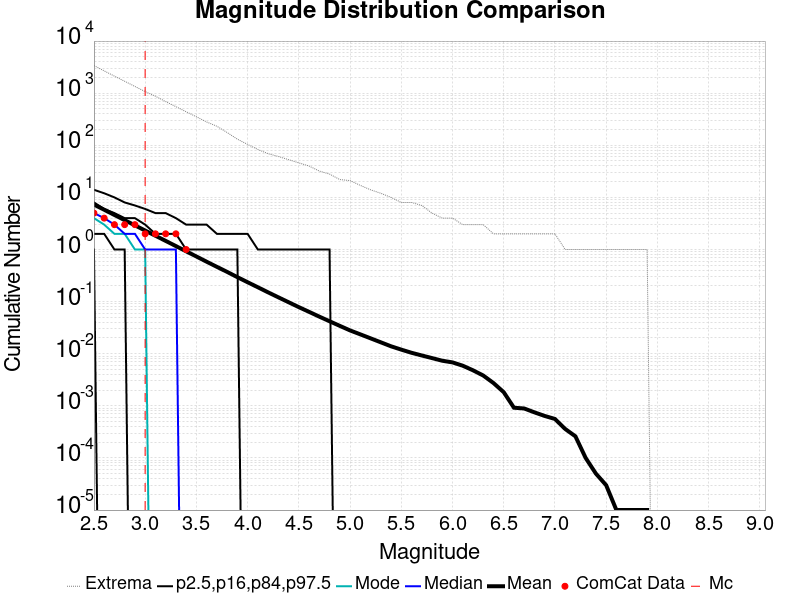 Magnitude Distribution Comparison
10 4
10 3
10 2
10 1
10 0
10 -1
10 -2
10 -3
10 -4
10 -5
Cumulative Number
2.5 3.0 3.5 4.0 4.5 5.0 5.5 6.0 6.5 7.0 7.5 8.0 8.5 9.0
Magnitude
Extrema p2.5,p16,p84,p97.5 Mode Median Mean ComCat Data Mc